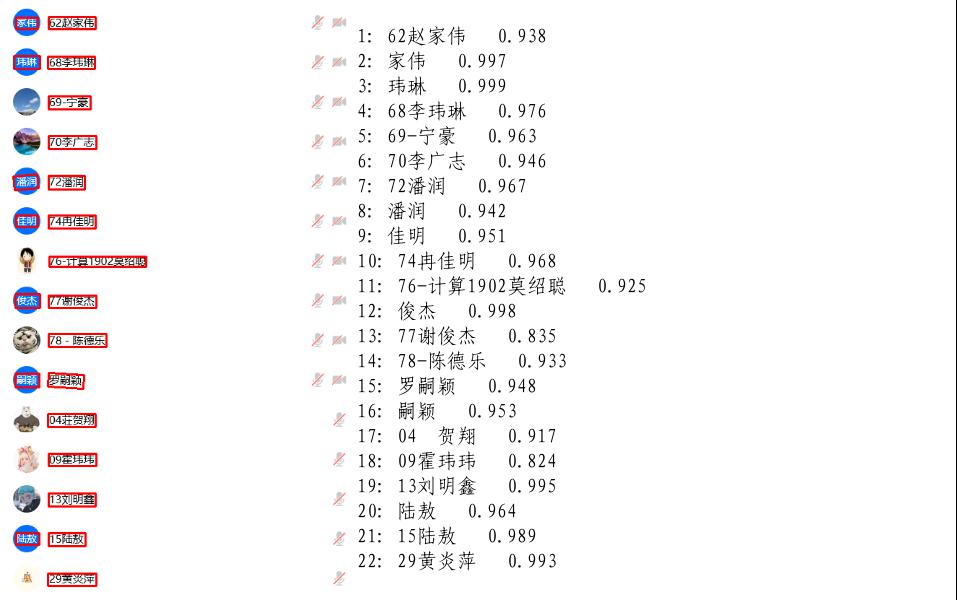 家伟 62赵家伟
玮琳 68李玮琳
69-宁豪
70李广志
潘润 72潘润
佳明 74冉佳明
76-计算1902莫绍聪
俊杰 77谢俊杰
78 - 陈德乐
嗣颖 罗嗣颖
04荘贺翔
09霍玮玮
13刘明鑫
陆敖 15陆敖
29黄炎萍
1: 62赵家伟 0.938
2: 家伟 0.997
3: 玮琳 0.999
4: 68李玮琳 0.976
5: 69-宁豪 0.963
6: 70李广志 0.946
7: 72潘润 0.967
8: 潘润 0.942
9: 佳明 0.951
10: 74冉佳明 0.968
11: 76-计算1902莫绍聪 0.925
12: 俊杰 0.998
13: 77谢俊杰 0.835
14: 78-陈德乐 0.933
15: 罗嗣颖 0.948
16: 嗣颖 0.953
17: 04 贺翔 0.917
18: 09霍玮玮 0.824
19: 13刘明鑫 0.995
20: 陆敖 0.964
21: 15陆敖 0.989
22: 29黄炎萍 0.993